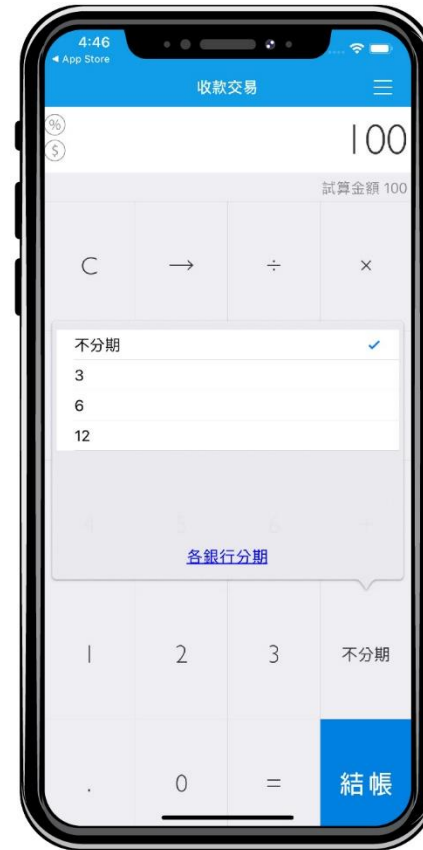 4:46
◀ App Store
收款交易
%
$
100
試算金額 100
C → ÷ ×
不分期 ✓
3
6
12
各銀行分期
1 2 3 不分期
. 0 = 結帳